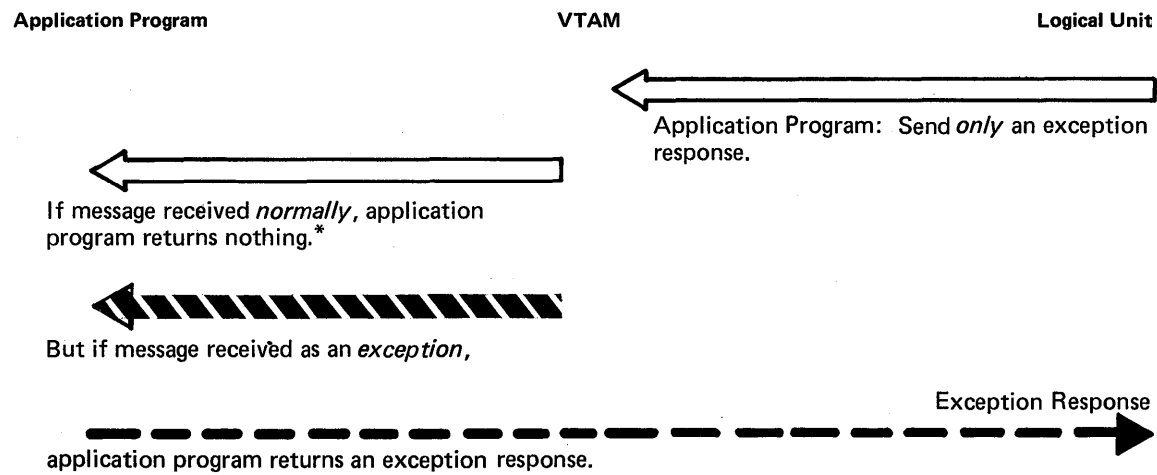 Application Program VTAM Logical Unit
Application Program: Send only an exception
response.
If message received normally, application
program returns nothing.*
But if message received as an exception,
Exception Response
application program returns an exception response.